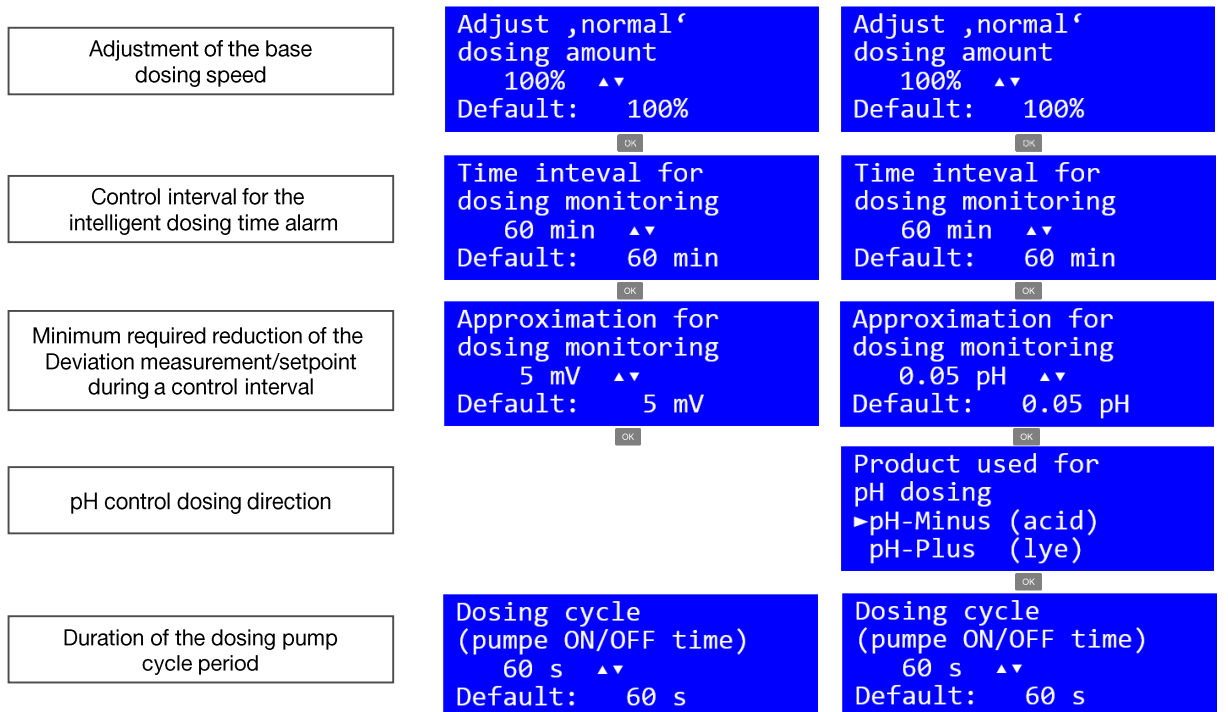 Adjustment of the base
dosing speed
Adjust ‚normal‘
dosing amount
100% ▲▼
Default: 100%
Adjust ‚normal‘
dosing amount
100% ▲▼
Default: 100%
OK
OK
Control interval for the
intelligent dosing time alarm
Time inteval for
dosing monitoring
60 min ▲▼
Default: 60 min
Time inteval for
dosing monitoring
60 min ▲▼
Default: 60 min
OK
OK
Minimum required reduction of the
Deviation measurement/setpoint
during a control interval
Approximation for
dosing monitoring
5 mV ▲▼
Default: 5 mV
Approximation for
dosing monitoring
0.05 pH ▲▼
Default: 0.05 pH
OK
OK
pH control dosing direction
Product used for
pH dosing
►pH-Minus (acid)
pH-Plus (lye)
OK
Duration of the dosing pump
cycle period
Dosing cycle
(pumpe ON/OFF time)
60 s ▲▼
Default: 60 s
Dosing cycle
(pumpe ON/OFF time)
60 s ▲▼
Default: 60 s